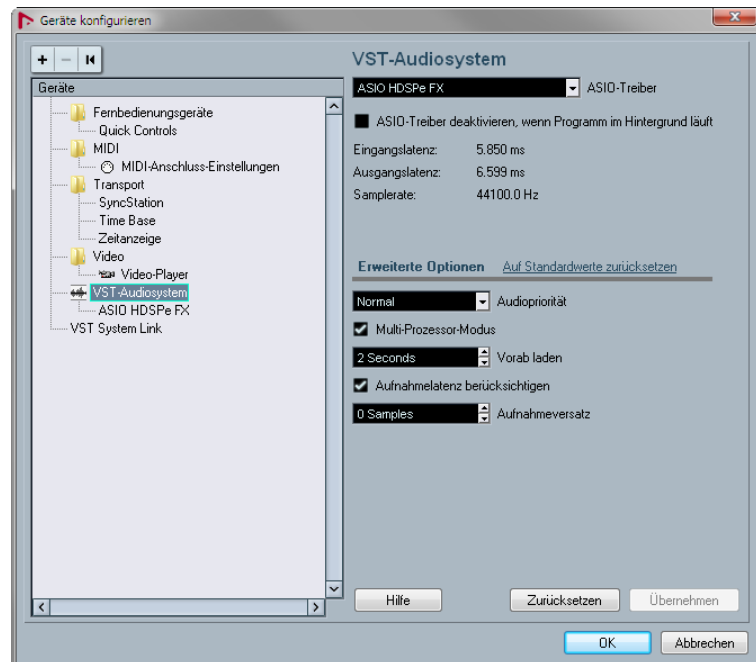 Geräte konfigurieren
Geräte
Fernbedienungsgeräte
Quick Controls
MIDI
MIDI-Anschluss-Einstellungen
Transport
SyncStation
Time Base
Zeitanzeige
Video
Video-Player
VST-Audiosystem
ASIO HDSPe FX
VST System Link
VST-Audiosystem
ASIO HDSPe FX ASIO-Treiber
ASIO-Treiber deaktivieren, wenn Programm im Hintergrund läuft
Eingangslatenz: 5.850 ms
Ausgangslatenz: 6.599 ms
Samplerate: 44100.0 Hz
Erweiterte Optionen Auf Standardwerte zurücksetzen
Normal Audiopriorität
Multi-Prozessor-Modus
2 Seconds Vorab laden
Aufnahmelatenz berücksichtigen
0 Samples Aufnahmeversatz
Hilfe Zurücksetzen Übernehmen
OK Abbrechen